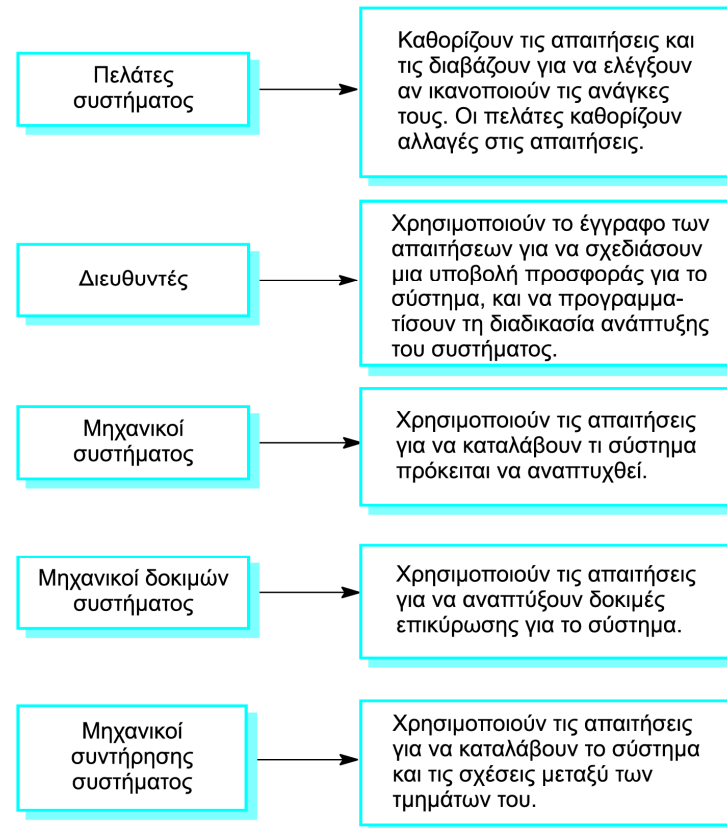 Πελάτες
συστήματος
Καθορίζουν τις απαιτήσεις και
τις διαβάζουν για να ελέγξουν
αν ικανοποιούν τις ανάγκες
τους. Οι πελάτες καθορίζουν
αλλαγές στις απαιτήσεις.
Διευθυντές
Χρησιμοποιούν το έγγραφο των
απαιτήσεων για να σχεδιάσουν
μια υποβολή προσφοράς για το
σύστημα, και να προγραμμα-
τίσουν τη διαδικασία ανάπτυξης
του συστήματος.
Μηχανικοί
συστήματος
Χρησιμοποιούν τις απαιτήσεις
για να καταλάβουν τι σύστημα
πρόκειται να αναπτυχθεί.
Μηχανικοί δοκιμών
συστήματος
Χρησιμοποιούν τις απαιτήσεις
για να αναπτύξουν δοκιμές
επικύρωσης για το σύστημα.
Μηχανικοί
συντήρησης
συστήματος
Χρησιμοποιούν τις απαιτήσεις
για να καταλάβουν το σύστημα
και τις σχέσεις μεταξύ των
τμημάτων του.